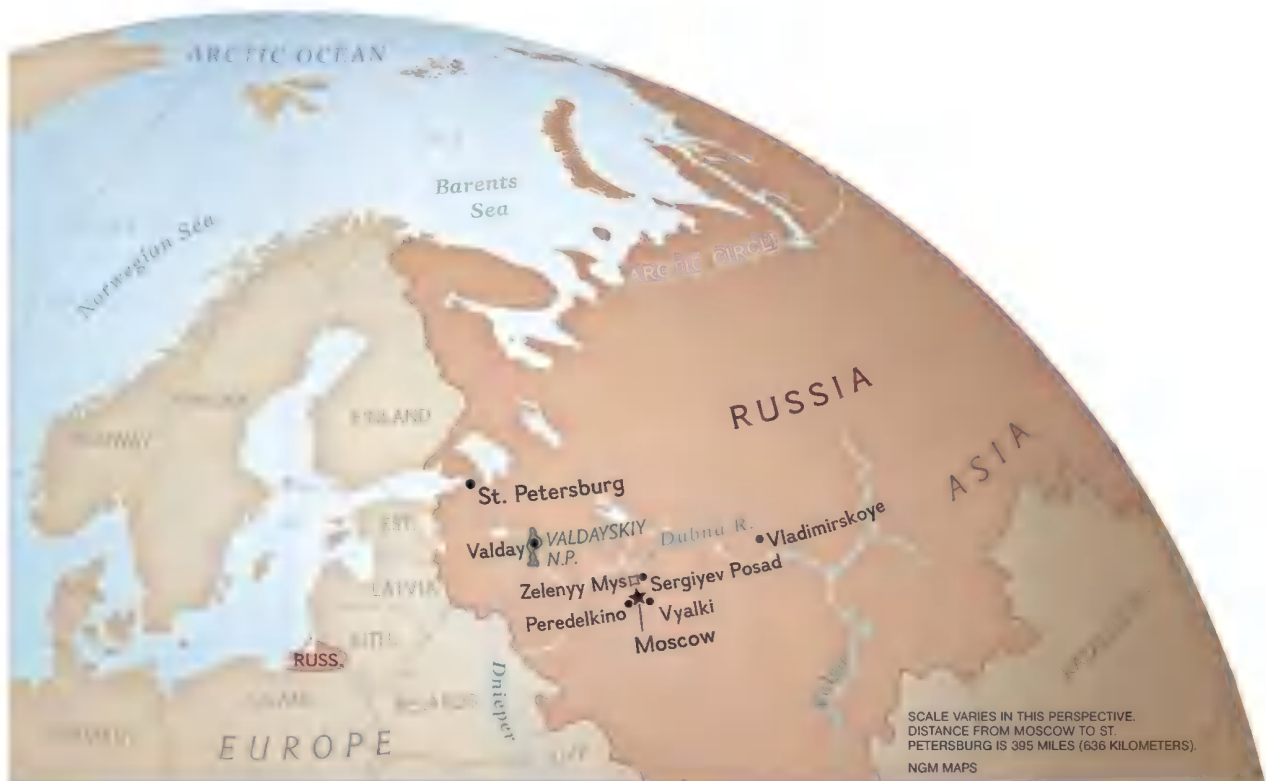 ARCTIC OCEAN
Barents
Sea
Norwegian Sea
ARCTIC CIRCLE
RUSSIA
ASIA
NORWAY
FINLAND
St. Petersburg
EST.
Valday
VALDAYSKIY
N.P.
Dubna R.
Vladimirskoye
LATVIA
Zelenyy Mys
Sergiyev Posad
Peredelkino
Vyalki
Moscow
LITH.
RUSS.
Dnieper
BELARUS
EUROPE
SCALE VARIES IN THIS PERSPECTIVE.
DISTANCE FROM MOSCOW TO ST.
PETERSBURG IS 395 MILES (636 KILOMETERS).
NGM MAPS